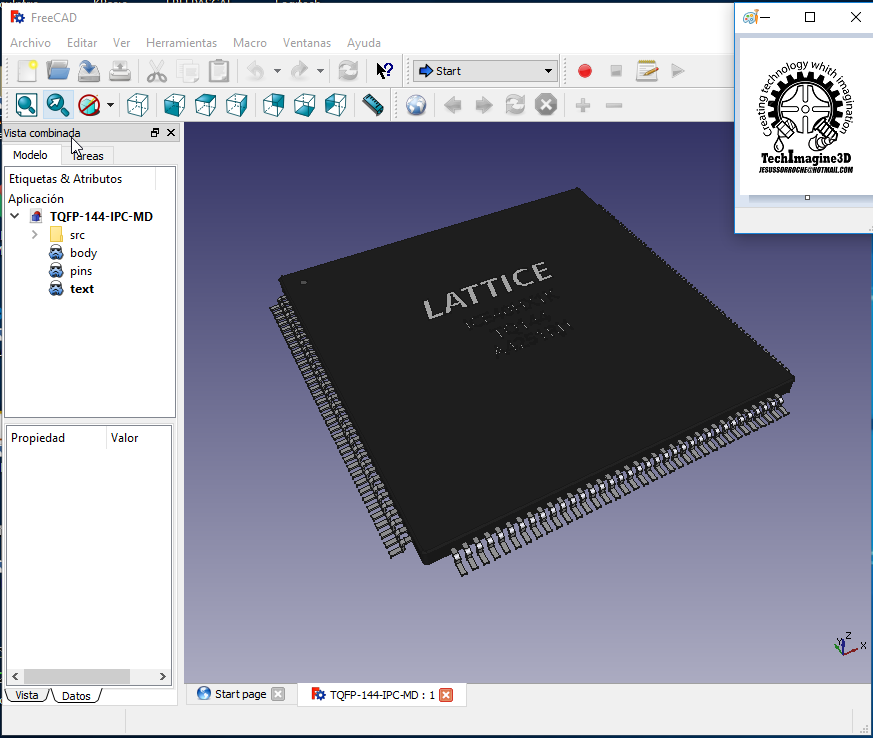 FreeCAD
Archivo Editar Ver Herramientas Macro Ventanas Ayuda
Start
Vista combinada
Modelo Tareas
Etiquetas & Atributos
Aplicación
TQFP-144-IPC-MD
src
body
pins
text
Propiedad Valor
Vista Datos
LATTICE
Start page
TQFP-144-IPC-MD : 1
Z
Y
X
Creating technology whith imagination
TechImagine3D
JESUSSORROCHE@HOTMAIL.COM